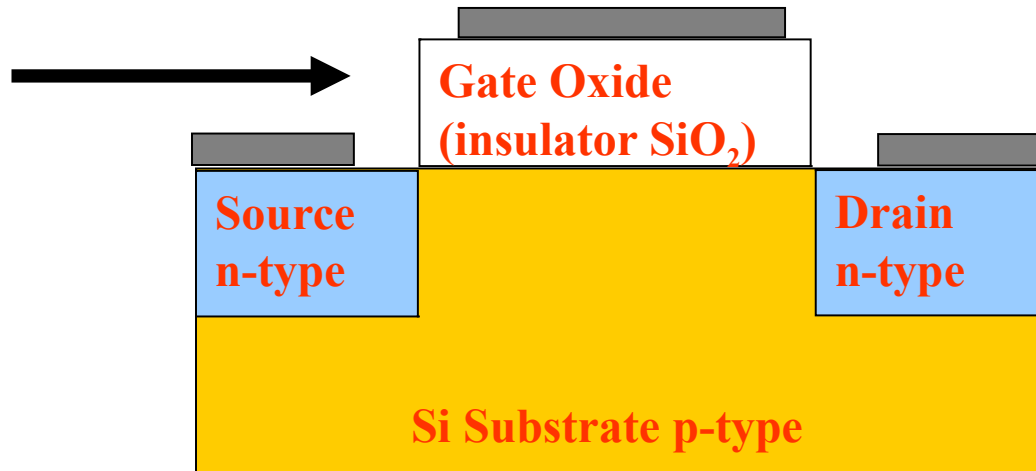 Gate Oxide
(insulator SiO₂)
Source
n-type
Drain
n-type
Si Substrate p-type